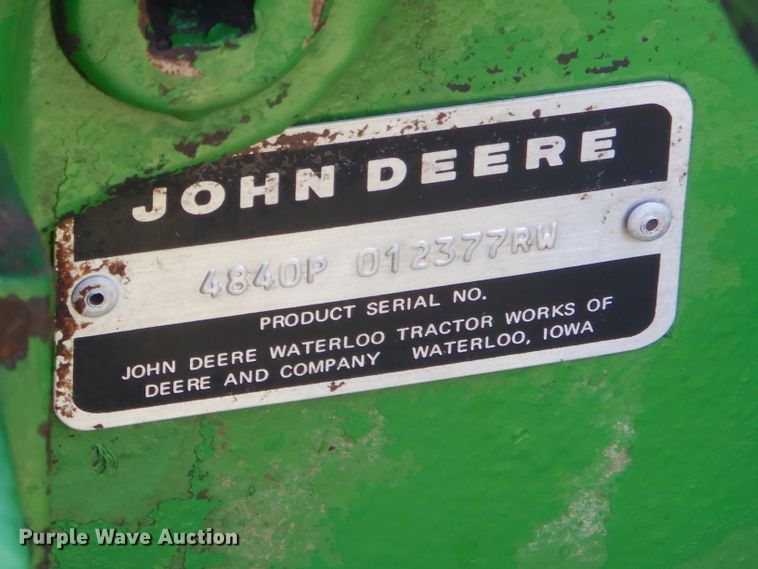 JOHN DEERE
4840P 012377RW
PRODUCT SERIAL NO.
JOHN DEERE WATERLOO TRACTOR WORKS OF
DEERE AND COMPANY WATERLOO, IOWA
Purple Wave Auction